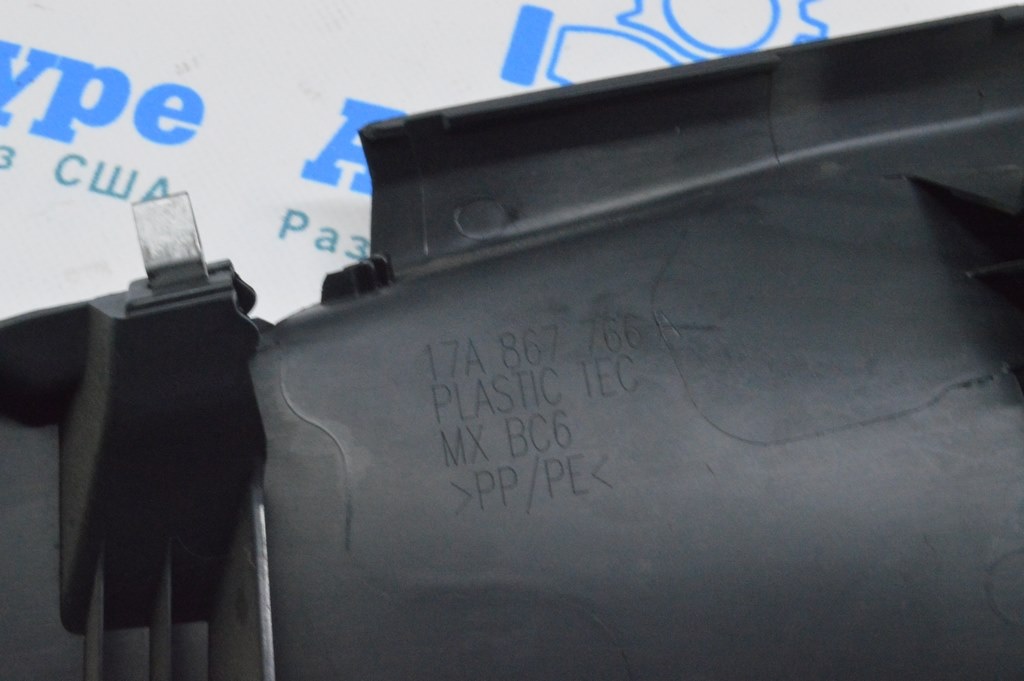 ype
з США
A
Раз
17A 867 766
PLASTIC TEC
MX BC6
>PP/PE<